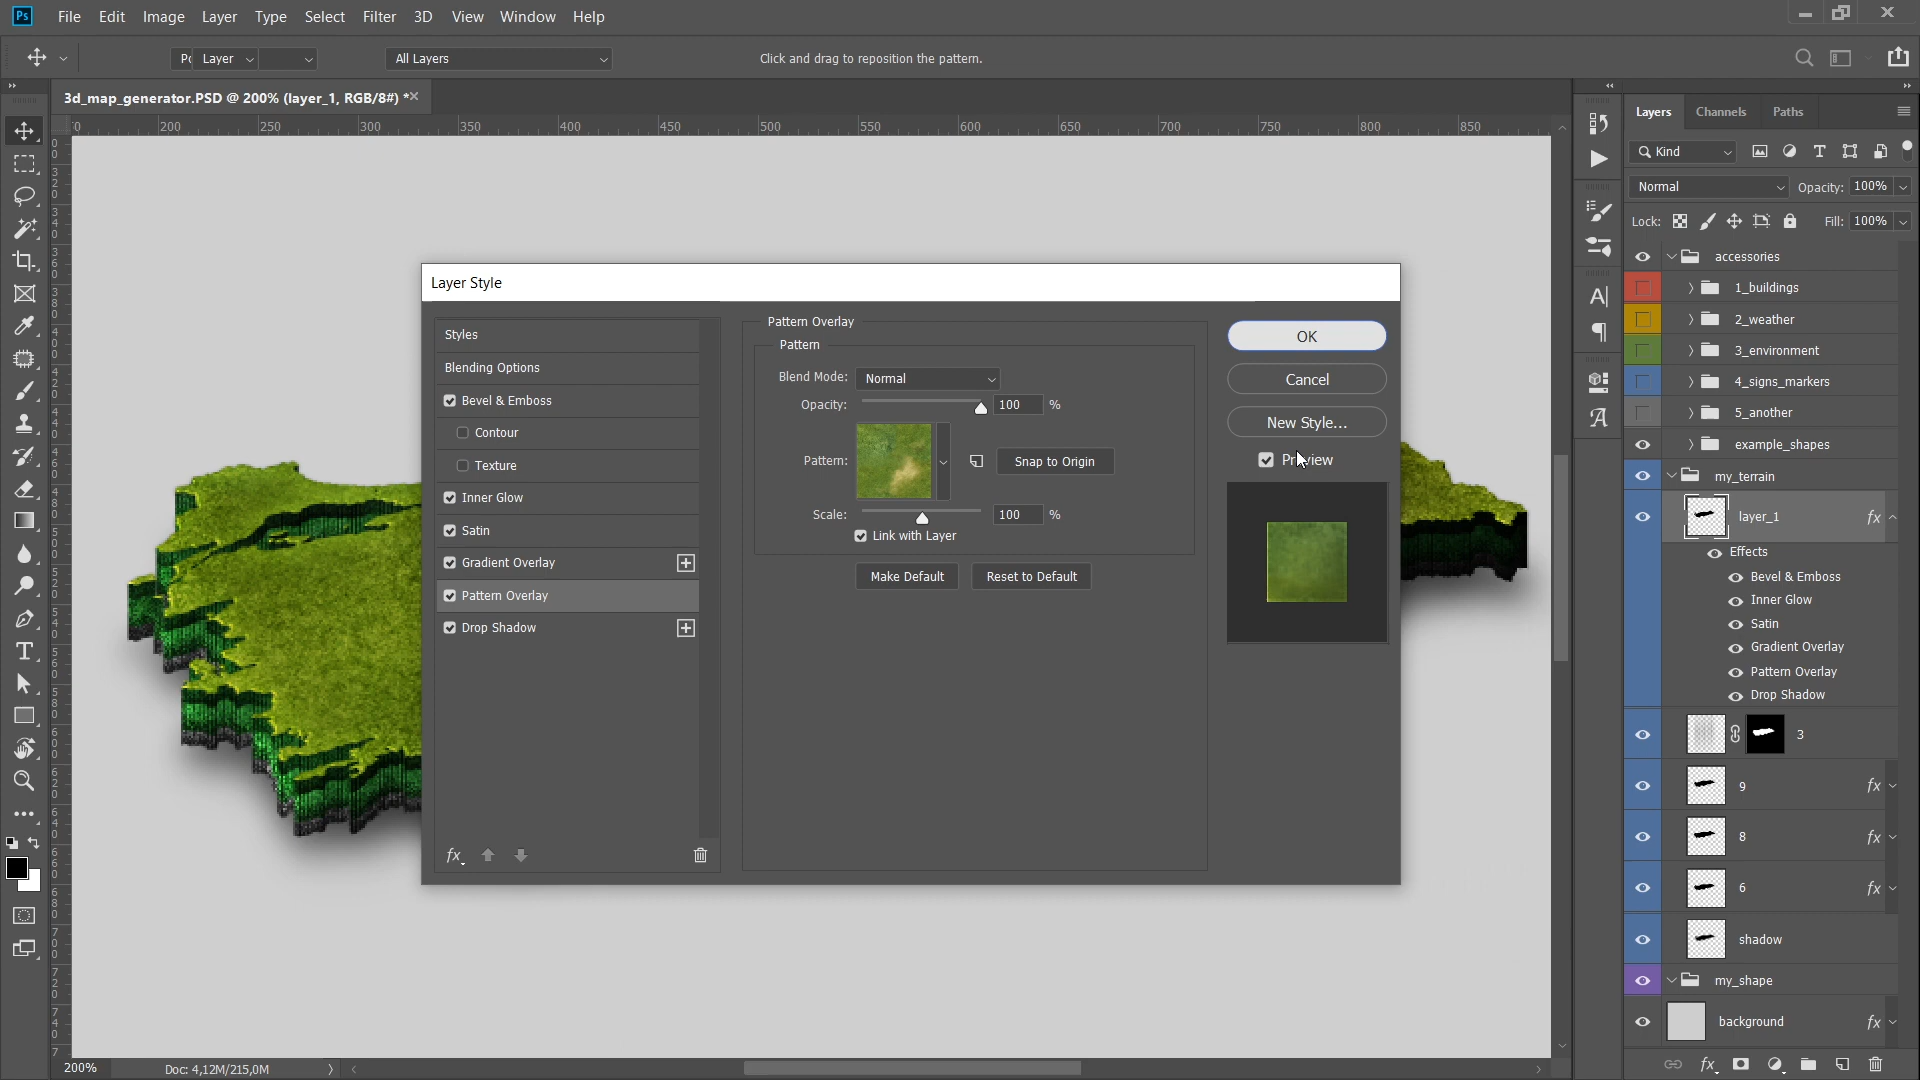 Ps File Edit Image Layer Type Select Filter 3D View Window Help
Layer All Layers Click and drag to reposition the pattern.
3d_map_generator.PSD @ 200% (layer_1, RGB/8#) *
200 250 300 350 400 450 500 550 600 650 700 750 800 850
Layers Channels Paths
Kind
Normal Opacity: 100%
Lock: Fill: 100%
accessories
1_buildings
2_weather
3_environment
4_signs_markers
5_another
example_shapes
my_terrain
layer_1 fx
Effects
Bevel & Emboss
Inner Glow
Satin
Gradient Overlay
Pattern Overlay
Drop Shadow
3
9 fx
8 fx
6 fx
shadow
my_shape
background fx
Layer Style
Styles
Blending Options
Bevel & Emboss
Contour
Texture
Inner Glow
Satin
Gradient Overlay
Pattern Overlay
Drop Shadow
fx
Pattern Overlay
Pattern
Blend Mode: Normal
Opacity: 100 %
Pattern: Snap to Origin
Scale: 100 %
Link with Layer
Make Default Reset to Default
OK
Cancel
New Style...
Preview
200% Doc: 4,12M/215,0M